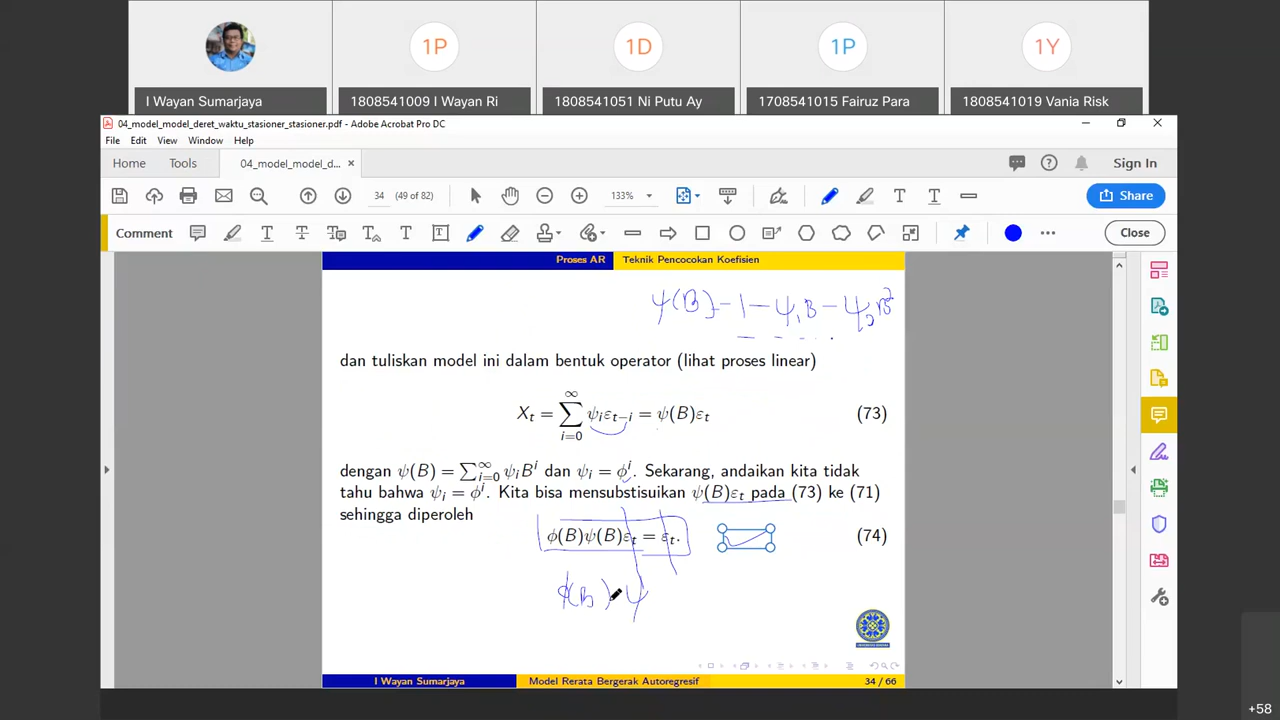 1P
1D
1P
1Y
I Wayan Sumarjaya
1808541009 I Wayan Ri
1808541051 Ni Putu Ay
1708541015 Fairuz Para
1808541019 Vania Risk
04_model_model_deret_waktu_stasioner_stasioner.pdf - Adobe Acrobat Pro DC
File Edit View Window Help
Home Tools 04_model_model_d... × Sign In
34 (49 of 82) 133% Share
Comment Close
Proses AR Teknik Pencocokan Koefisien
ψ(B) = 1 − ψ₁B − ψ₂B²
dan tuliskan model ini dalam bentuk operator (lihat proses linear)
X_t = ∑_{i=0}^{∞} ψ_i ε_{t−i} = ψ(B)ε_t (73)
dengan ψ(B) = ∑_{i=0}^{∞} ψ_i B^i dan ψ_i = ϕ^i. Sekarang, andaikan kita tidak
tahu bahwa ψ_i = ϕ^i. Kita bisa mensubstisuikan ψ(B)ε_t pada (73) ke (71)
sehingga diperoleh
ϕ(B)ψ(B)ε_t = ε_t. (74)
ϕ(B) ψ
I Wayan Sumarjaya Model Rerata Bergerak Autoregresif 34 / 66
+58